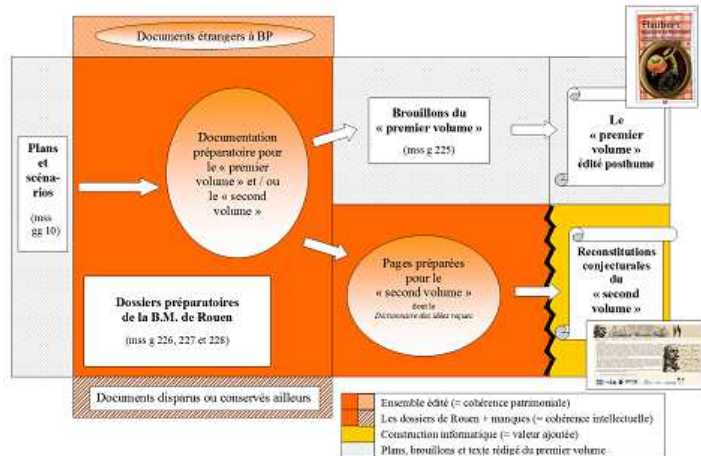 Documents étrangers à BP
Flaubert
Plans
et
scéna-
rios
(mss
gg 10)
Documentation
préparatoire pour
le « premier
volume » et / ou
le « second
volume »
Brouillons du
« premier volume »
(mss g 225)
Le
« premier
volume »
édité posthume
Dossiers préparatoires
de la B.M. de Rouen
(mss g 226, 227 et 228)
Pages préparées
pour le
« second volume »
dont le
Dictionnaire des idées reçues
Reconstitutions
conjecturales
du
« second
volume »
Documents disparus ou conservés ailleurs
Ensemble édité (= cohérence patrimoniale)
Les dossiers de Rouen + manques (= cohérence intellectuelle)
Construction informatique (= valeur ajoutée)
Plans, brouillons et texte rédigé du premier volume